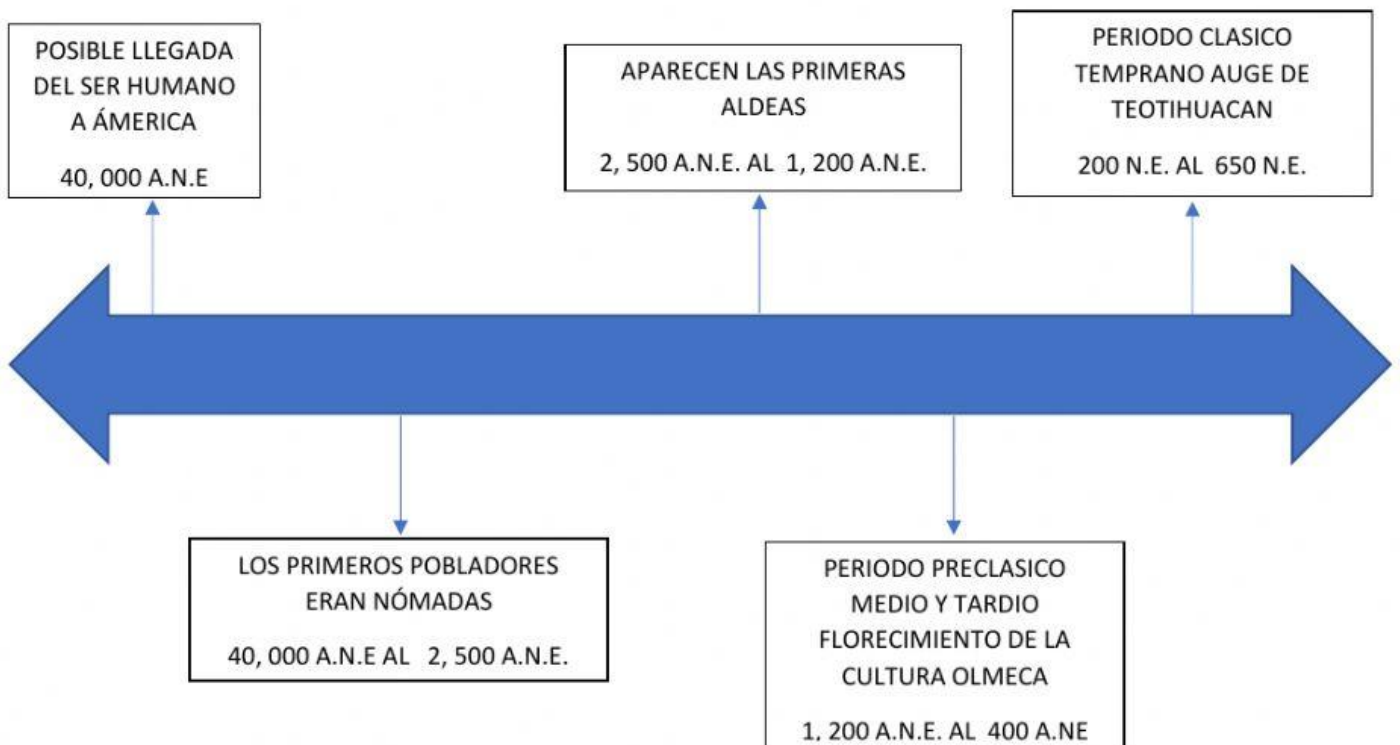 POSIBLE LLEGADA
DEL SER HUMANO
A ÁMERICA
40, 000 A.N.E
APARECEN LAS PRIMERAS
ALDEAS
2, 500 A.N.E. AL 1, 200 A.N.E.
PERIODO CLASICO
TEMPRANO AUGE DE
TEOTIHUACAN
200 N.E. AL 650 N.E.
LOS PRIMEROS POBLADORES
ERAN NÓMADAS
40, 000 A.N.E AL 2, 500 A.N.E.
PERIODO PRECLASICO
MEDIO Y TARDIO
FLORECIMIENTO DE LA
CULTURA OLMECA
1, 200 A.N.E. AL 400 A.NE